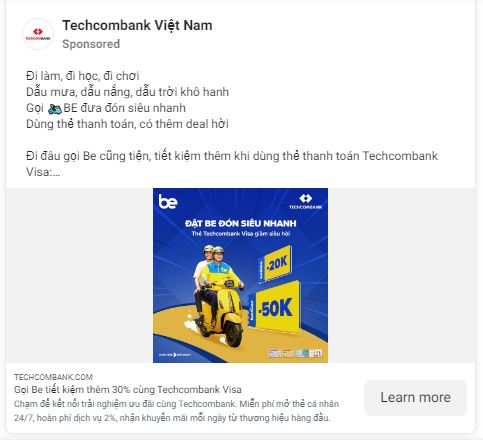 Techcombank Việt Nam
Sponsored
TECHCOMBANK
Đi làm, đi học, đi chơi
Dẫu mưa, dẫu nắng, dẫu trời khô hanh
Gọi 🛵BE đưa đón siêu nhanh
Dùng thẻ thanh toán, có thêm deal hời
Đi đâu gọi Be cũng tiện, tiết kiệm thêm khi dùng thẻ thanh toán Techcombank
Visa:...
be
TECHCOMBANK
ĐẶT BE ĐÓN SIÊU NHANH
Thẻ Techcombank Visa giảm siêu hời
-20K
-50K
TECHCOMBANK.COM
Gọi Be tiết kiệm thêm 30% cùng Techcombank Visa
Chạm để kết nối trải nghiệm ưu đãi cùng Techcombank. Miễn phí mở thẻ cá nhân
24/7, hoàn phí dịch vụ 2%, nhận khuyến mãi mỗi ngày từ thương hiệu hàng đầu.
Learn more